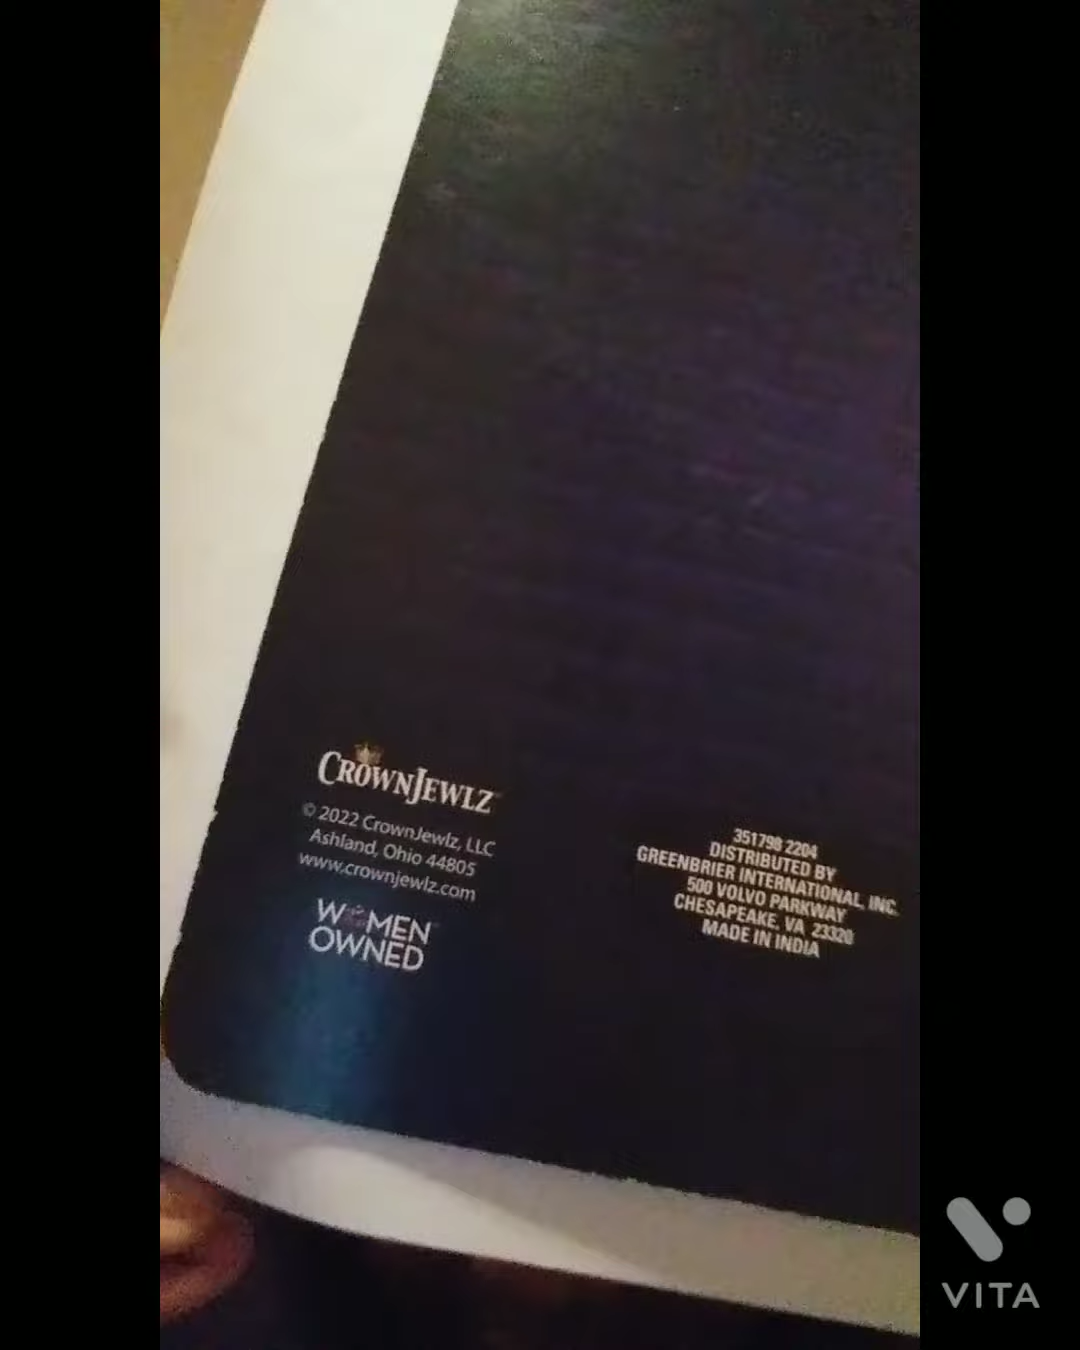 CROWNJEWLZ
© 2022 CrownJewlz, LLC
Ashland, Ohio 44805
www.crownjewlz.com
WOMEN
OWNED
351798 2204
DISTRIBUTED BY
GREENBRIER INTERNATIONAL, INC.
500 VOLVO PARKWAY
CHESAPEAKE, VA 23320
MADE IN INDIA
VITA